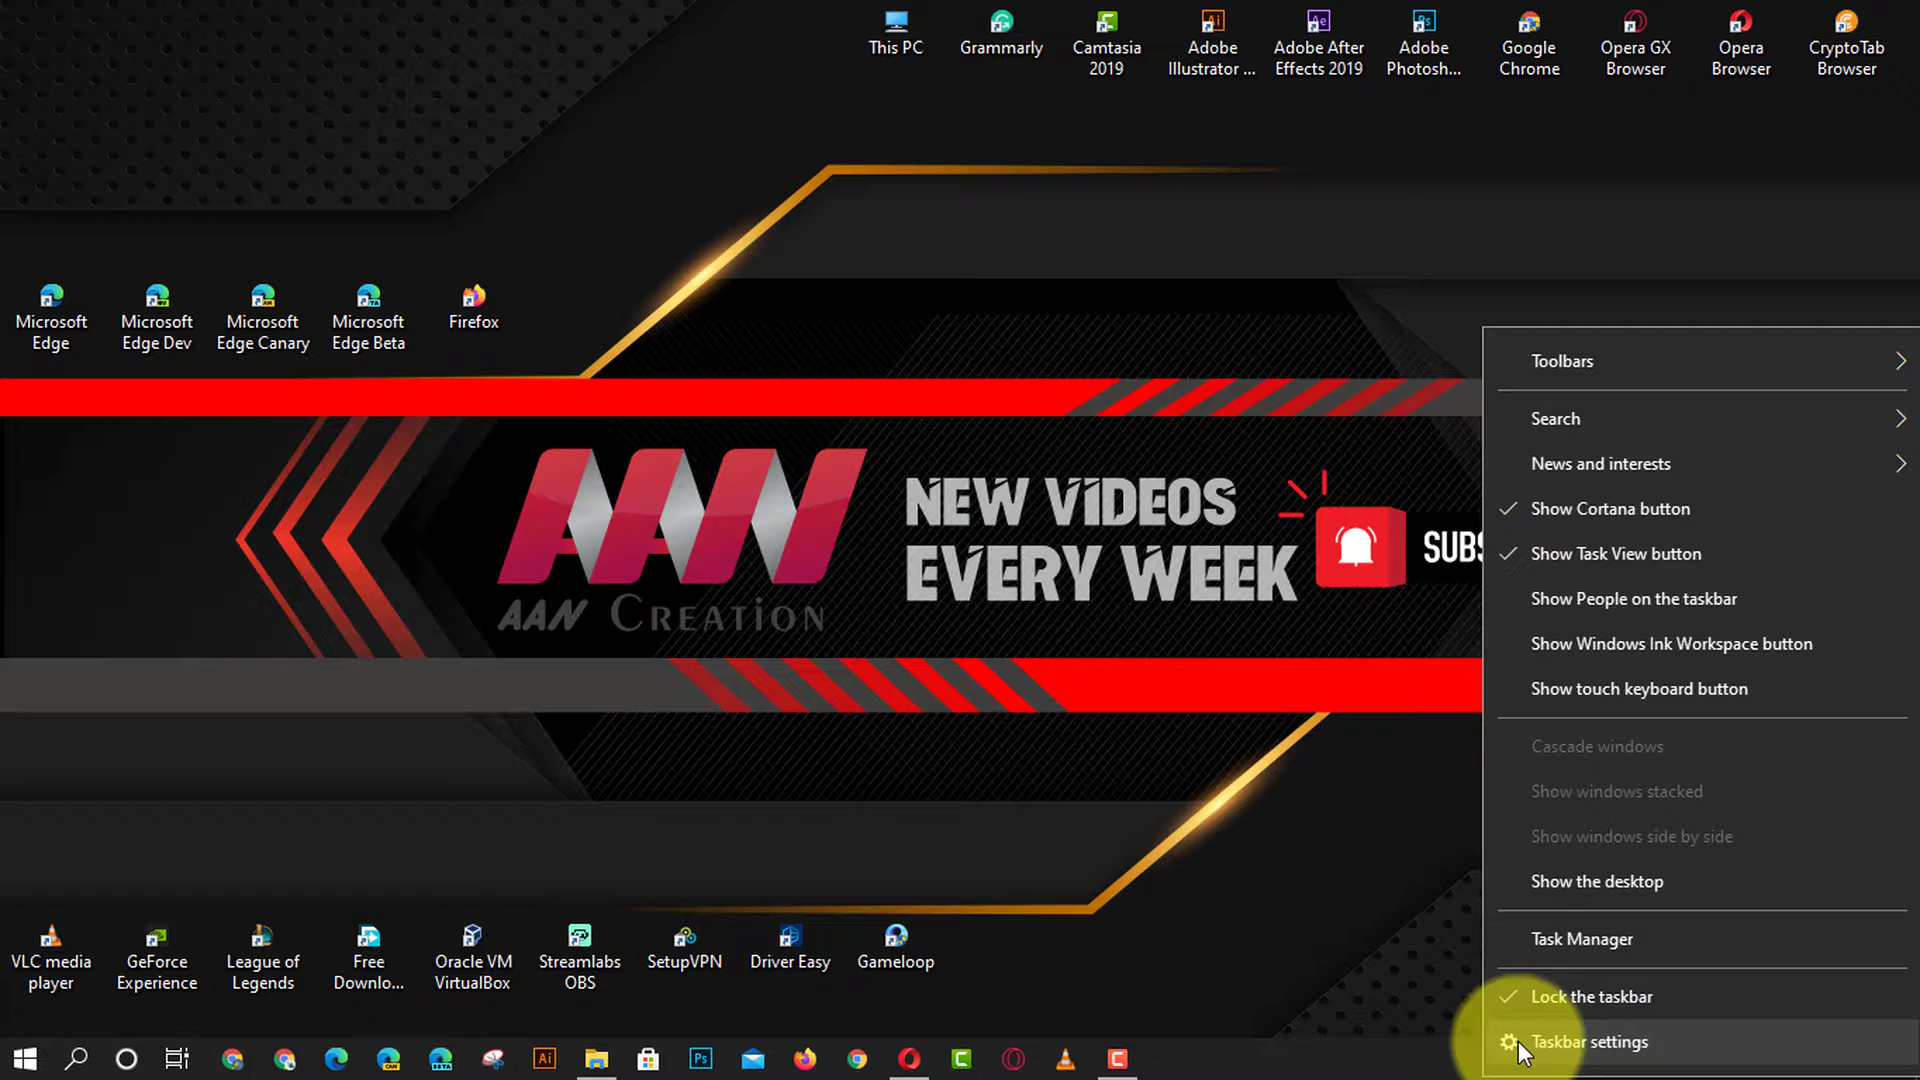 This PC
Grammarly
Camtasia
2019
Adobe
Illustrator ...
Adobe After
Effects 2019
Adobe
Photosh...
Google
Chrome
Opera GX
Browser
Opera
Browser
CryptoTab
Browser
Microsoft
Edge
Microsoft
Edge Dev
Microsoft
Edge Canary
Microsoft
Edge Beta
Firefox
AAN
AAN CREATION
NEW VIDEOS
EVERY WEEK
SUBS
Toolbars
Search
News and interests
Show Cortana button
Show Task View button
Show People on the taskbar
Show Windows Ink Workspace button
Show touch keyboard button
Cascade windows
Show windows stacked
Show windows side by side
Show the desktop
Task Manager
Lock the taskbar
Taskbar settings
VLC media
player
GeForce
Experience
League of
Legends
Free
Downlo...
Oracle VM
VirtualBox
Streamlabs
OBS
SetupVPN
Driver Easy
Gameloop